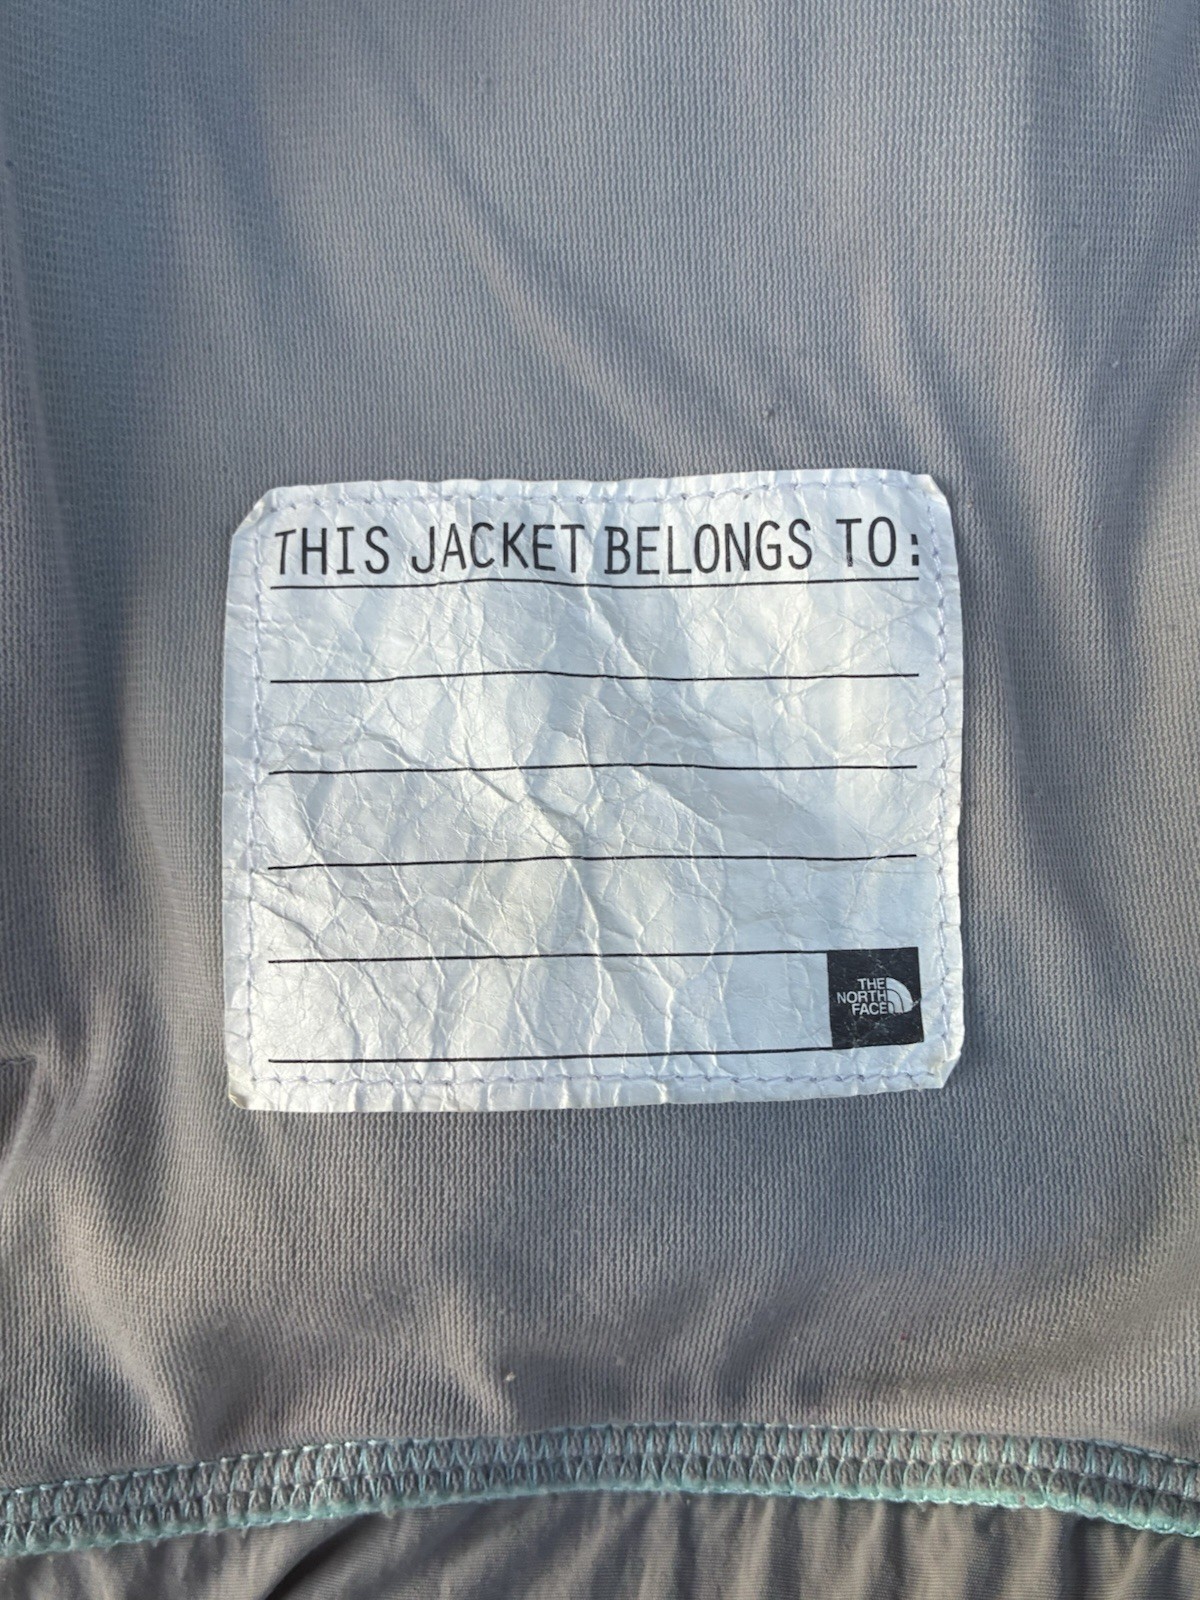 THIS JACKET BELONGS TO:
THE
NORTH
FACE